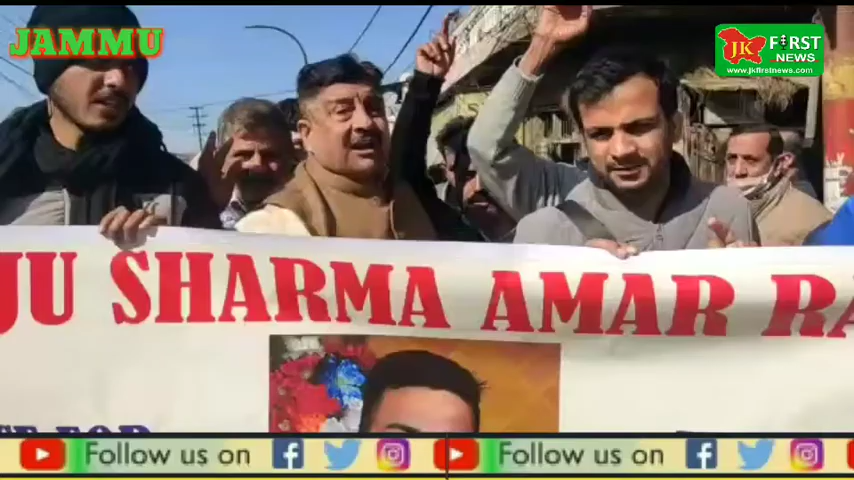 JAMMU
JK FIRST NEWS
www.jkfirstnews.com
JU SHARMA AMAR RA
Follow us on Follow us on